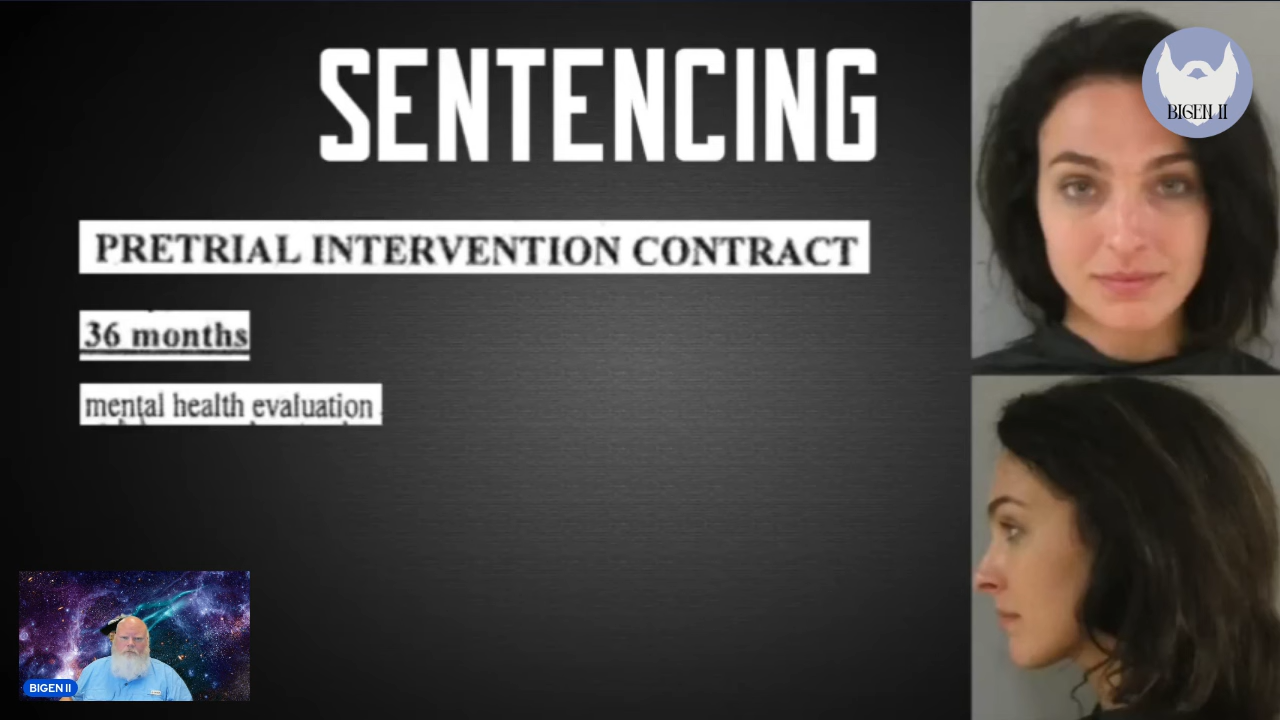 SENTENCING
BIGEN II
PRETRIAL INTERVENTION CONTRACT
36 months
mental health evaluation
BIGEN II